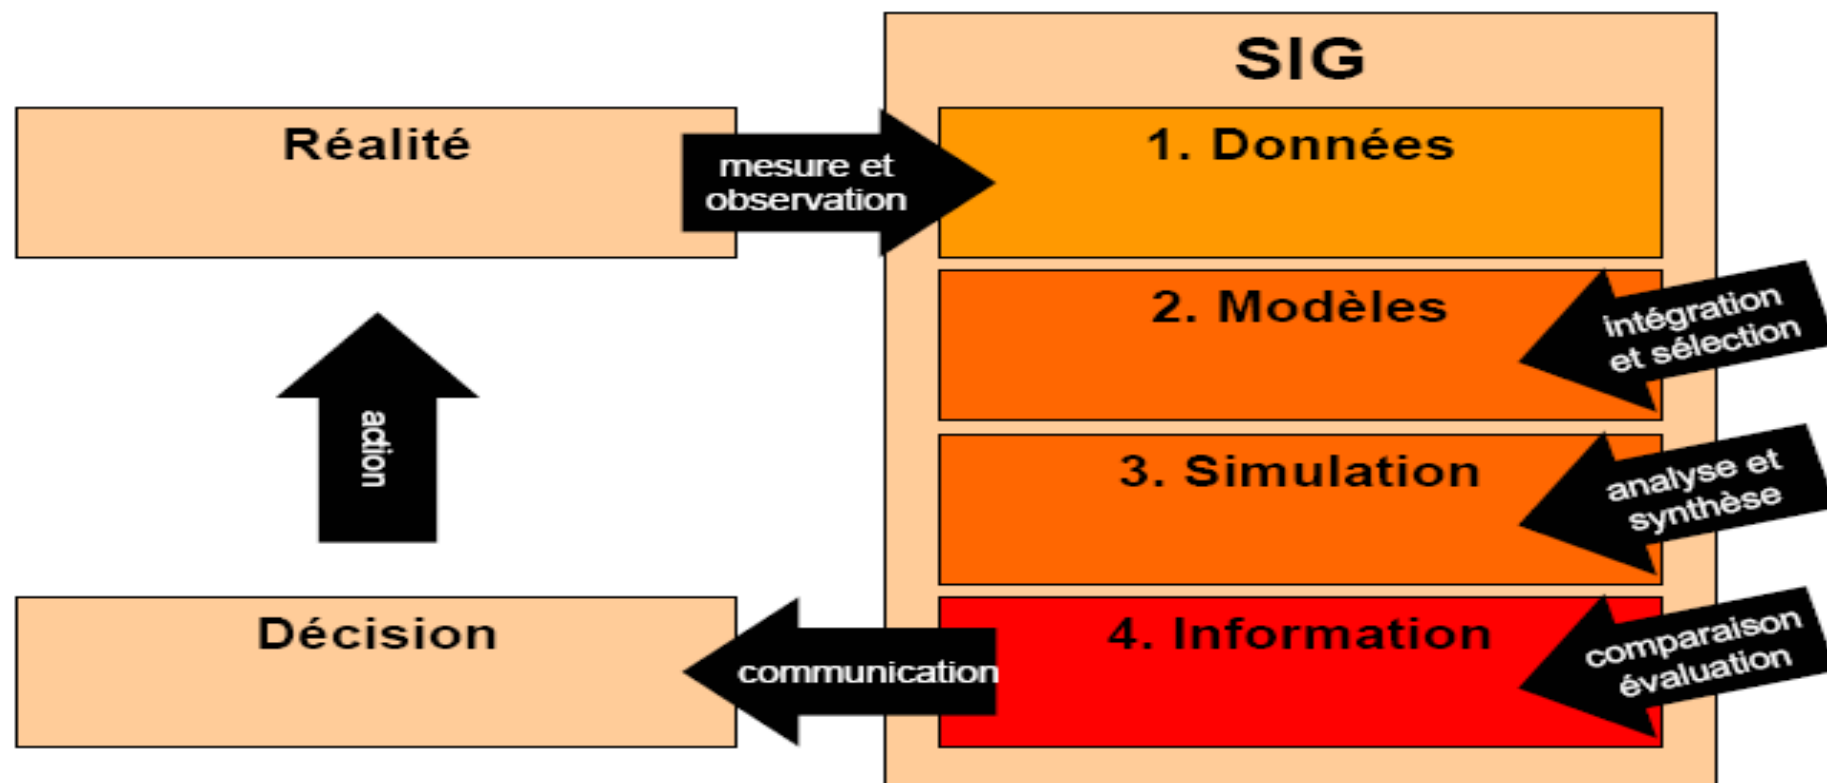 SIG
Réalité
mesure et
observation
1. Données
2. Modèles
intégration
et sélection
action
3. Simulation
analyse et
synthèse
Décision
communication
4. Information
comparaison
évaluation